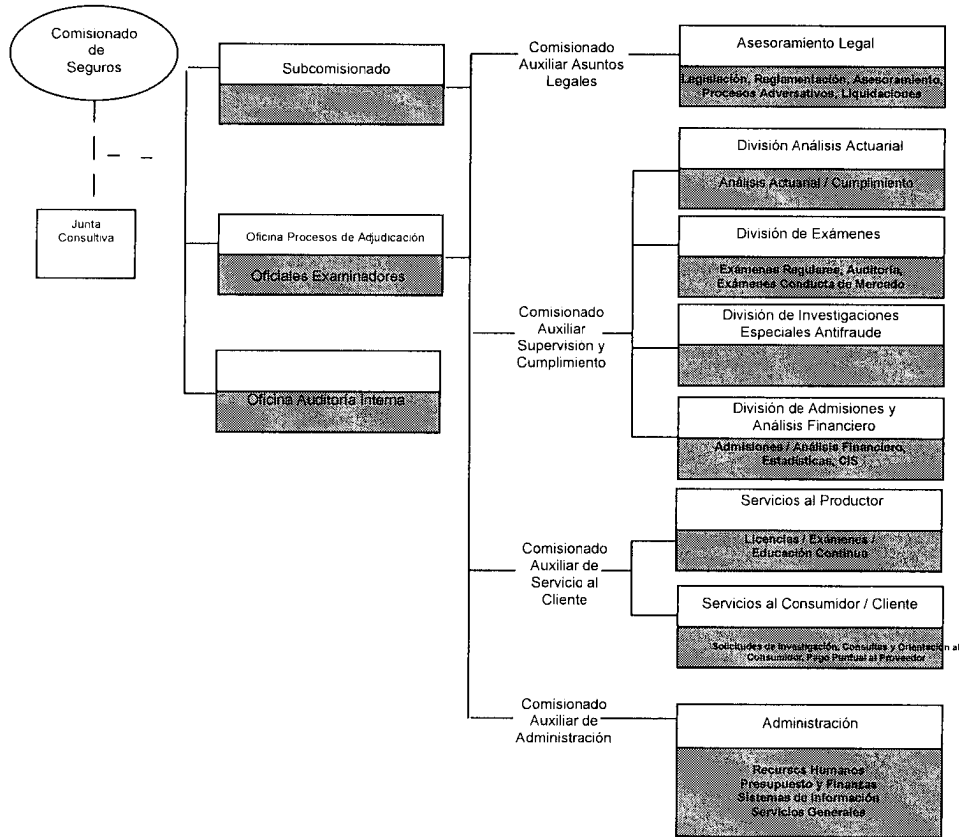 Comisionado
de
Seguros
Junta
Consultiva
Subcomisionado
Oficina Procesos de Adjudicación
Oficiales Examinadores
Oficina Auditoría Interna
Comisionado
Auxiliar Asuntos
Legales
Asesoramiento Legal
Legislación, Reglamentación, Asesoramiento,
Procesos Adversativos, Liquidaciones
Comisionado
Auxiliar
Supervisión y
Cumplimiento
División Análisis Actuarial
Análisis Actuarial / Cumplimiento
División de Exámenes
Exámenes Regulares, Auditoría,
Exámenes Conducta de Mercado
División de Investigaciones
Especiales Antifraude
División de Admisiones y
Análisis Financiero
Admisiones / Análisis Financiero,
Estadísticas, CIS
Comisionado
Auxiliar de
Servicio al
Cliente
Servicios al Productor
Licencias / Exámenes /
Educación Continua
Servicios al Consumidor / Cliente
Solicitudes de Investigación, Consultas y Orientación al
Consumidor, Pago Puntual al Proveedor
Comisionado
Auxiliar de
Administración
Administración
Recursos Humanos
Presupuesto y Finanzas
Sistemas de Información
Servicios Generales